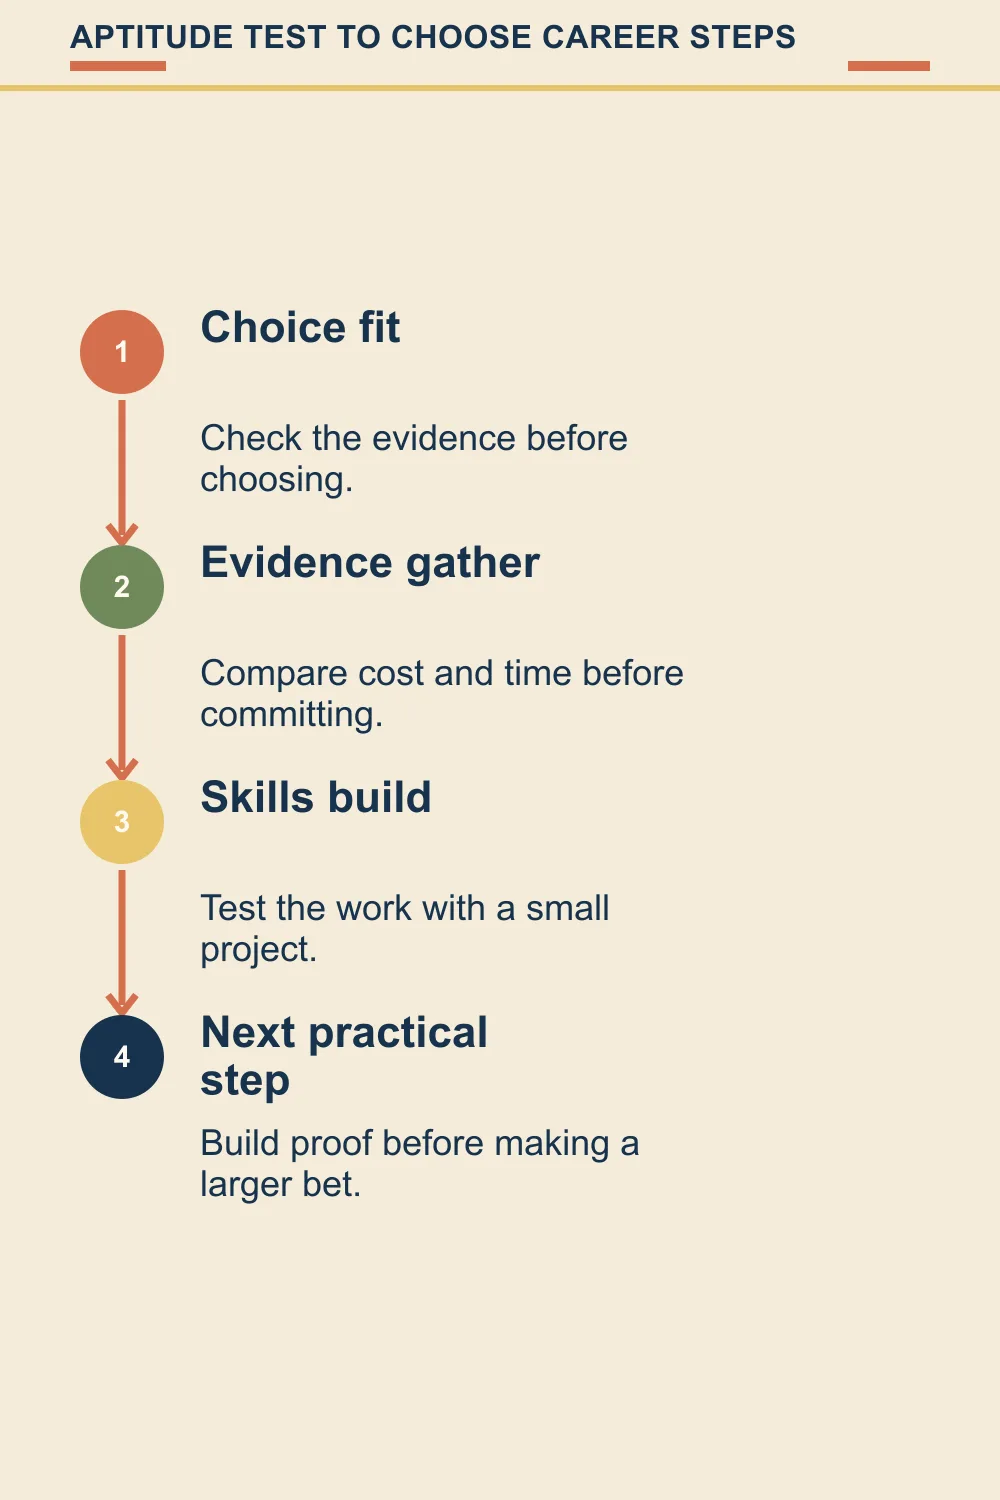 APTITUDE TEST TO CHOOSE CAREER STEPS
1
Choice fit
Check the evidence before
choosing.
2
Evidence gather
Compare cost and time before
committing.
3
Skills build
Test the work with a small
project.
4
Next practical
step
Build proof before making a
larger bet.